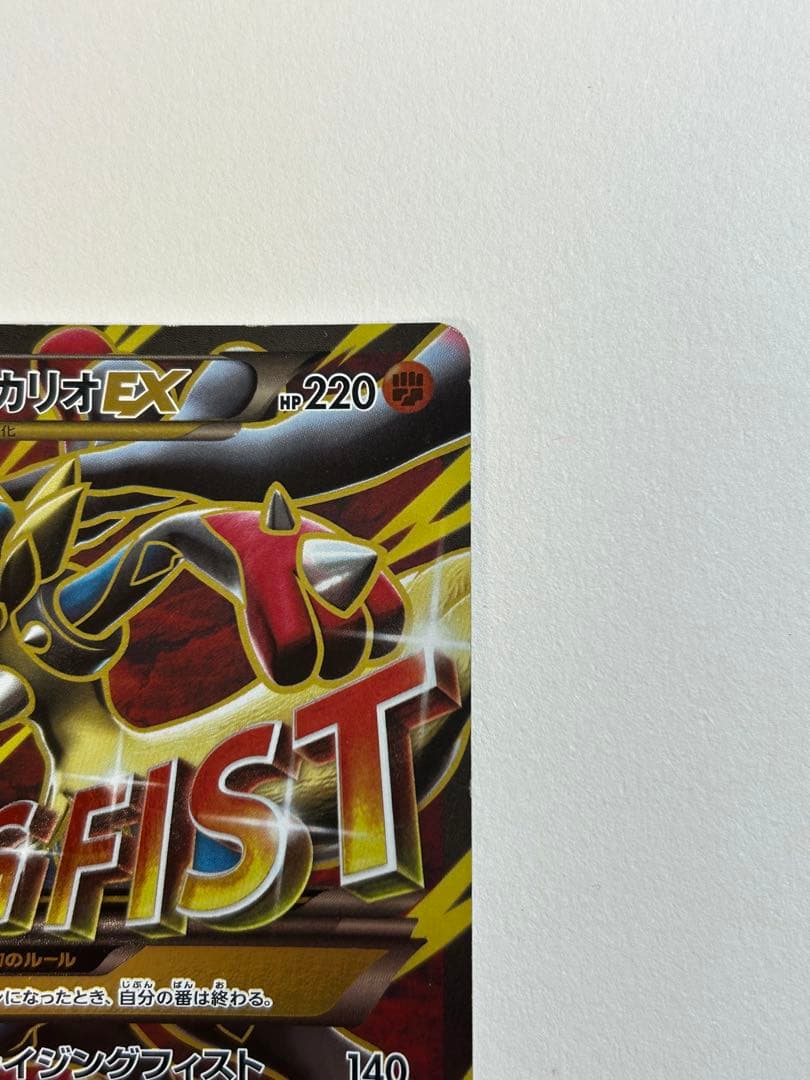 カリオEX HP220
化
GFIST
のルール
になったとき、自分の番は終わる。
イジングフィスト 140